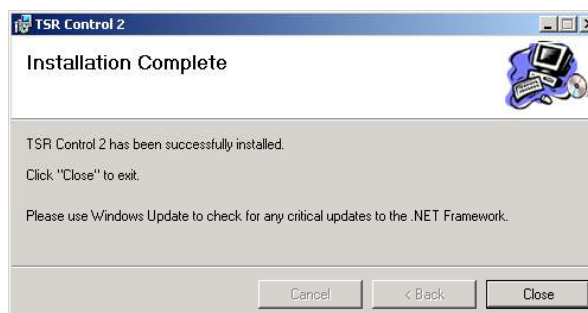 TSR Control 2
Installation Complete
TSR Control 2 has been successfully installed.
Click "Close" to exit.
Please use Windows Update to check for any critical updates to the .NET Framework.
Cancel
< Back
Close